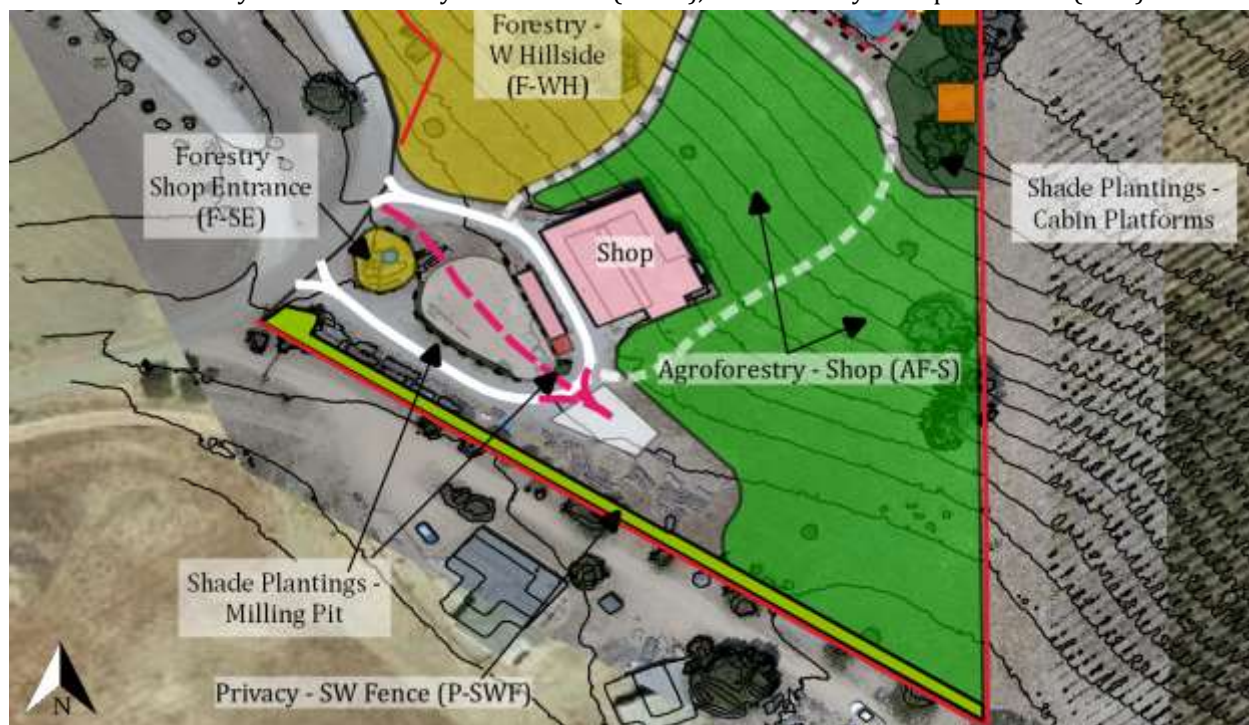 Forestry -
W Hillside
(F-WH)
Forestry -
Shop Entrance
(F-SE)
Shade Plantings -
Cabin Platforms
Shop
Agroforestry - Shop (AF-S)
Shade Plantings -
Milling Pit
Privacy - SW Fence (P-SWF)
N